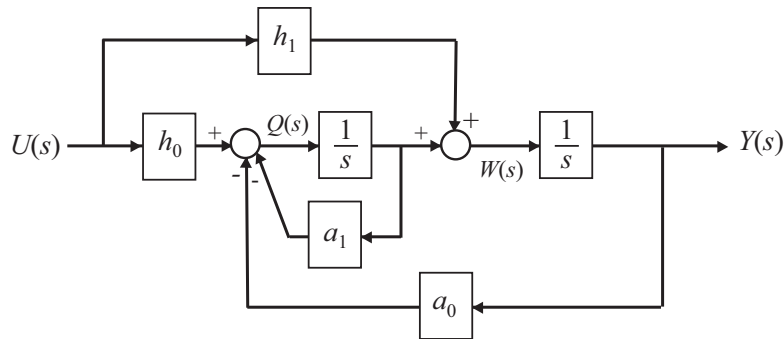 h₁
U(s)
h₀
+
Q(s)
1
s
+
+
W(s)
1
s
Y(s)
-
-
a₁
a₀